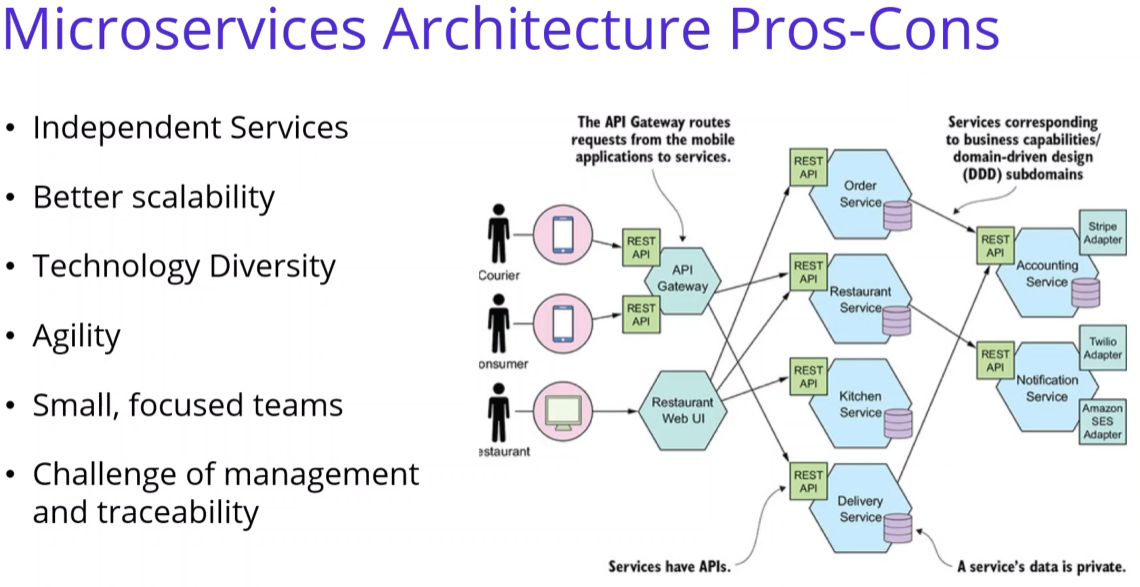 Microservices Architecture Pros-Cons
• Independent Services
• Better scalability
• Technology Diversity
• Agility
• Small, focused teams
• Challenge of management
and traceability
The API Gateway routes
requests from the mobile
applications to services.
Services corresponding
to business capabilities/
domain-driven design
(DDD) subdomains
Courier
onsumer
estaurant
REST
API
REST
API
API
Gateway
Restaurant
Web UI
REST
API
Order
Service
REST
API
Restaurant
Service
REST
API
Kitchen
Service
REST
API
Delivery
Service
REST
API
Accounting
Service
Stripe
Adapter
REST
API
Notification
Service
Twilio
Adapter
Amazon
SES
Adapter
Services have APIs.
A service's data is private.